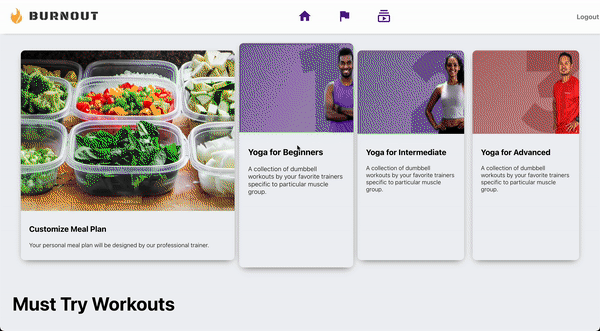 BURNOUT
Logout
1
2
3
Customize Meal Plan
Your personal meal plan will be designed by our professional trainer.
Yoga for Beginners
A collection of dumbbell
workouts by your favorite trainers
specific to particular muscle
group.
Yoga for Intermediate
A collection of dumbbell
workouts by your favorite trainers
specific to particular muscle
group.
Yoga for Advanced
A collection of dumbbell
workouts by your favorite trainers
specific to particular muscle
group.
Must Try Workouts